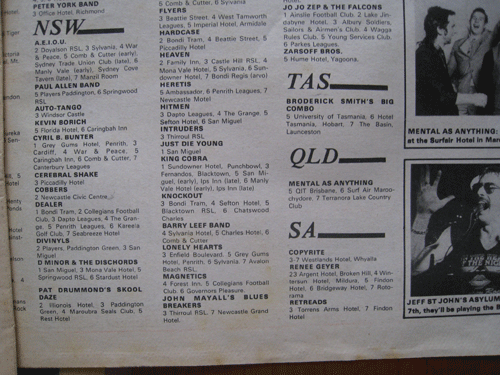 PETER YORK BAND
3 Office Hotel, Richmond
NSW
A.E.I.O.U.
2 Doyalson RSL, 3 Sylvania, 4 War
& Peace, 5 Comb & Cutter (early)
Sydney Trade Union Club (late), 6
Manly Vale (early), Sydney Cove
Tavern (late), 7 Manzil Room
PAUL ALLEN BAND
5 Players Paddington, 6 Springwood
RSL
AUTO-TANGO
3 Windsor Castle
KEVIN BORICH
5 Florida Hotel, 6 Caringbah Inn
CYRIL B. BUNTER
1 Grey Gums Hotel, Penrith, 3
Cardiff, 4 War & Peace, 5
Caringbah Inn, 6 Comb & Cutter, 7
Canterbury Leagues
CEREBRAL SHAKE
3 Piccadilly Hotel
COBBERS
2 Newcastle Civic Centre
DEALER
1 Bondi Tram, 2 Collegians Football
Club, 3 Dapto Leagues, 4 The Gran-
ge, 5 Penrith Leagues, 6 Kareela
Golf Club, 7 Seabreeze Hotel
DIVINYLS
2 Players, Paddington Green, 3 San
Miguel
D MINOR & THE DISCHORDS
1 San Miguel, 3 Mona Vale Hotel, 5
Springwood RSL, 6 Stardust Hotel
PAT DRUMMOND'S SKOOL
DAZE
2 Illinois Hotel, 3 Paddington
Green, 4 Maroubra Seals Club, 5
Rest Hotel
5 Comb & Cutter, 6 Sylvania
FLYERS
3 Beattie Street, 4 West Tamworth
Leagues, 5 Imperial Hotel, Armidale
HARDCASE
2 Bondi Tram, 4 Beattie Street, 5
Piccadilly Hotel
HEAVEN
2 Family Inn, 3 Castle Hill RSL, 4
Mona Vale Hotel, 5 Sylvania, 6 Sun-
downer Hotel, 7 Bondi Regis (arvo)
HERETIS
5 Ambassador, 6 Penrith Leagues, 7
Newcastle Motel
HITMEN
3 Dapto Leagues, 4 The Grange, 5
Sefton Hotel, 6 San Miguel
INTRUDERS
3 Thirroul RSL
JUST DIE YOUNG
1 San Miguel
KING COBRA
1 Sundowner Hotel, Punchbowl, 3
Fernandos, Blacktown, 5 San Mi-
guel, (early), Ips Inn (late), 6 Manly
Vale Hotel (early), Ips Inn (late)
KNOCKOUT
3 Bondi Tram, 4 Sefton Hotel, 5
Blacktown RSL, 6 Chatswood
Charles
BARRY LEEF BAND
4 Sylvania Hotel, 5 Charles Hotel, 6
Comb & Cutter
LONELY HEARTS
3 Enfield Boulevard, 5 Grey Gums
Hotel, Penrith, 5 Sylvania, 7 Avalon
Beach RSL
MAGNETICS
4 Forest Inn, 5 Collegians Football
Club, 6 Governors Pleasure
JOHN MAYALL'S BLUES
BREAKERS
3 Thirroul RSL, 7 Newcastle Grand
Hotel
JO JO ZEP & THE FALCONS
1 Ainslie Football Club, 2 Lake Jin-
dabyne Hotel, 3 Albury Soldiers,
Sailors & Airmen's Club, 4 Wagga
Rules Club, 5 Young Services Club,
6 Parkes Leagues.
ZARSOFF BROS.
5 Hume Hotel, Yagoona.
TAS
BRODERICK SMITH'S BIG
COMBO
5 University of Tasmania, 6 Hotel
Tasmania, Hobart, 7 The Basin,
Launceston
QLD
MENTAL AS ANYTHING
5 QIT Brisbane, 6 Surf Air Maroo-
chydore, 7 Terranora Lake Country
Club
SA
COPYRITE
3-7 Westlands Hotel, Whyalla
RENEE GEYER
23 Argent Hotel, Broken Hill, 4 Win-
tersun Hotel, Mildura, 5 Findon
Hotel, 6 Bridgeway Hotel, 7 Roto-
rama
RETREADS
3 Torrens Arms Hotel, 7 Findon
Hotel
MENTAL AS ANYTHING:
at the Surfair Hotel in Maro
JEFF ST JOHN'S ASYLUM
7th, they'll be playing the B